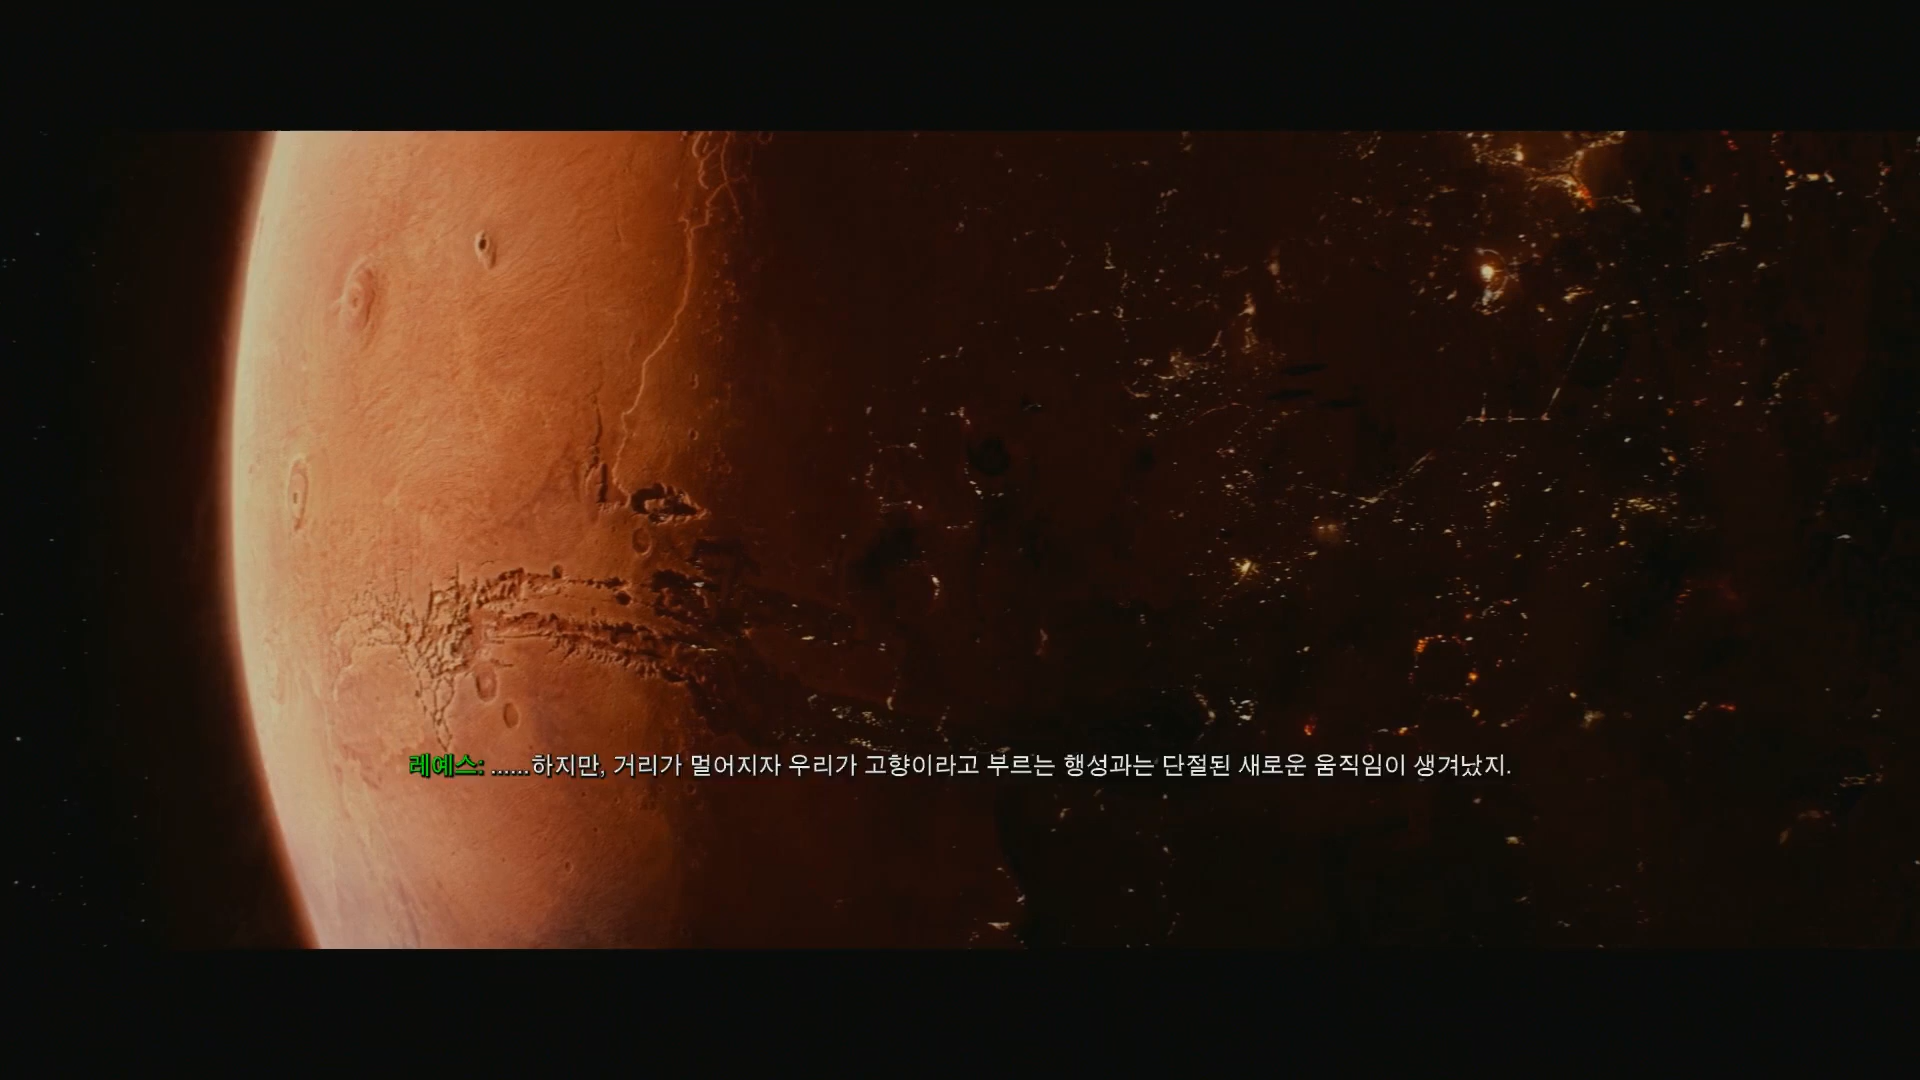 레예스: ......하지만, 거리가 멀어지자 우리가 고향이라고 부르는 행성과는 단절된 새로운 움직임이 생겨났지.